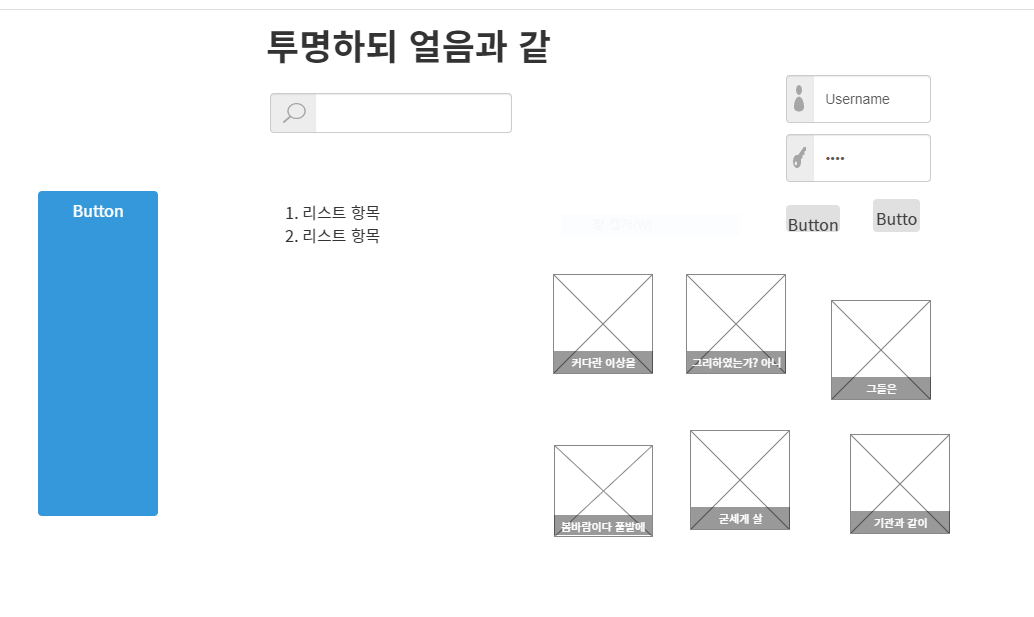 투명하되 얼음과 같
Username
••••
Button
1. 리스트 항목
2. 리스트 항목
Button
Butto
커다란 이상을
그리하였는가? 아니
그들은
봄바람이다 풀밭에
굳세게 살
기관과 같이